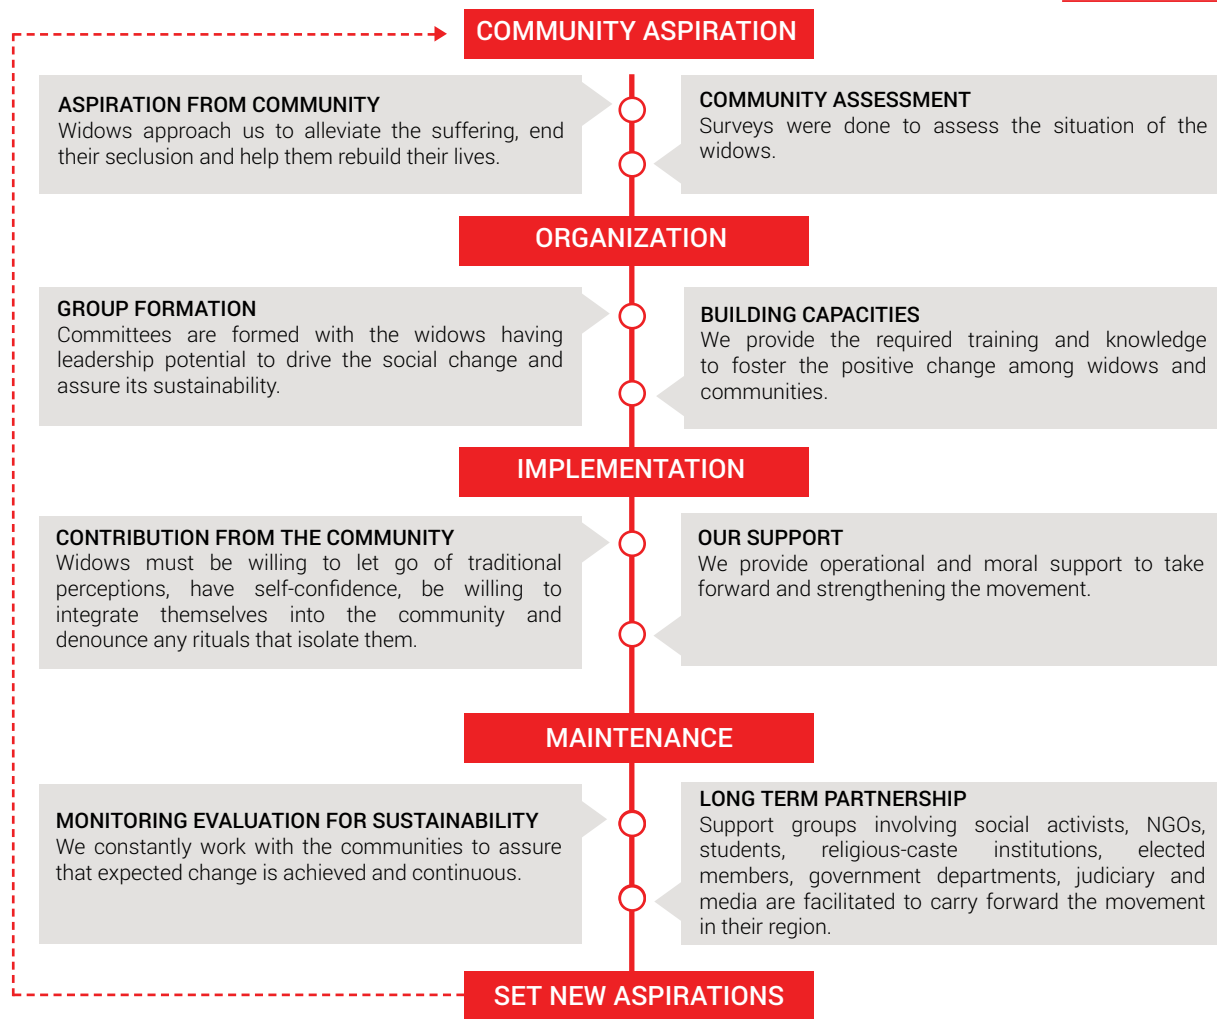 COMMUNITY ASPIRATION
ASPIRATION FROM COMMUNITY
Widows approach us to alleviate the suffering, end
their seclusion and help them rebuild their lives.
COMMUNITY ASSESSMENT
Surveys were done to assess the situation of the
widows.
ORGANIZATION
GROUP FORMATION
Committees are formed with the widows having
leadership potential to drive the social change and
assure its sustainability.
BUILDING CAPACITIES
We provide the required training and knowledge
to foster the positive change among widows and
communities.
IMPLEMENTATION
CONTRIBUTION FROM THE COMMUNITY
Widows must be willing to let go of traditional
perceptions, have self-confidence, be willing to
integrate themselves into the community and
denounce any rituals that isolate them.
OUR SUPPORT
We provide operational and moral support to take
forward and strengthening the movement.
MAINTENANCE
MONITORING EVALUATION FOR SUSTAINABILITY
We constantly work with the communities to assure
that expected change is achieved and continuous.
LONG TERM PARTNERSHIP
Support groups involving social activists, NGOs,
students, religious-caste institutions, elected
members, government departments, judiciary and
media are facilitated to carry forward the movement
in their region.
SET NEW ASPIRATIONS